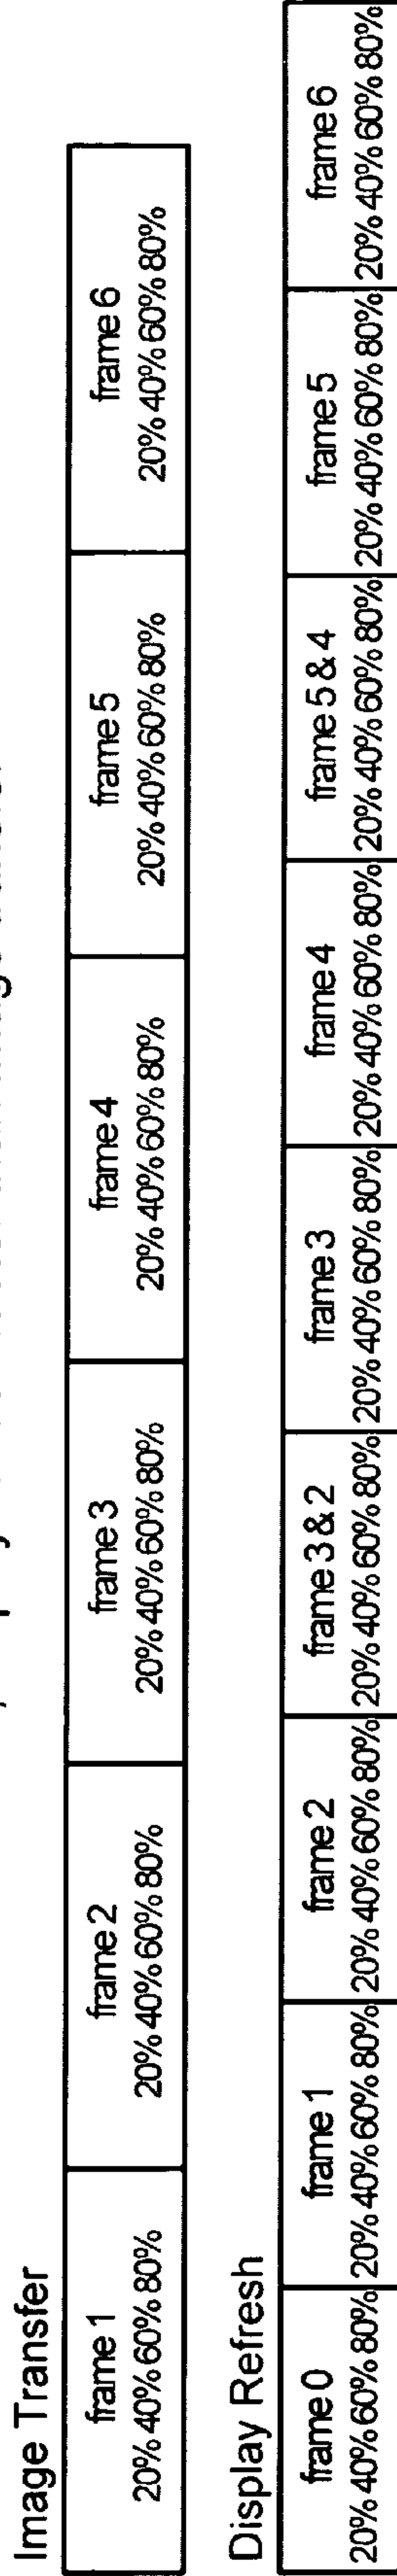 Image Transfer
frame 1 frame 2 frame 3 frame 4 frame 5 frame 6
20% 40% 60% 80% 20% 40% 60% 80% 20% 40% 60% 80% 20% 40% 60% 80% 20% 40% 60% 80% 20% 40% 60% 80%
Display Refresh
frame 0 frame 1 frame 2 frame 3 & 2 frame 3 frame 4 frame 5 & 4 frame 5 frame 6
20% 40% 60% 80% 20% 40% 60% 80% 20% 40% 60% 80% 20% 40% 60% 80% 20% 40% 60% 80% 20% 40% 60% 80% 20% 40% 60% 80% 20% 40% 60% 80% 20% 40% 60% 80%